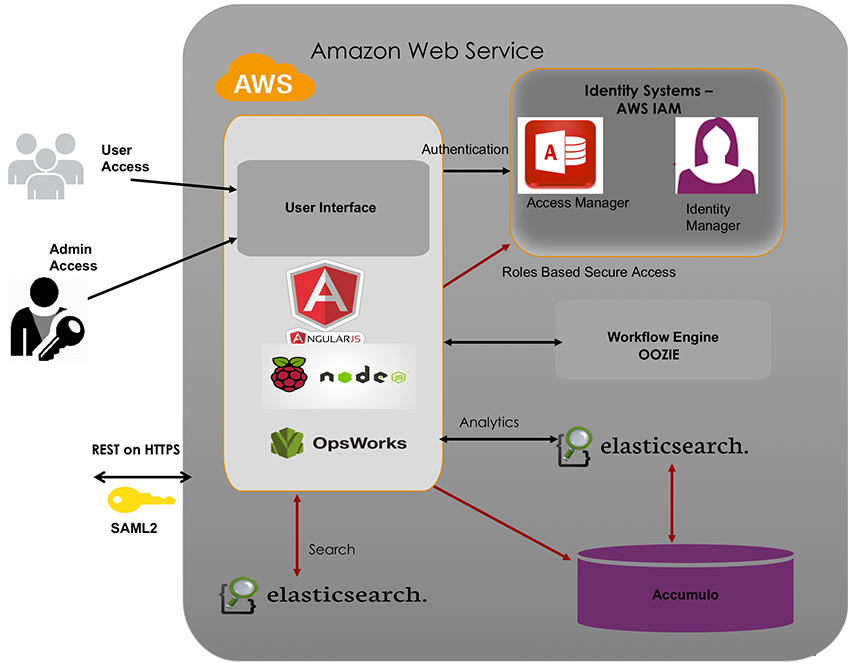 Amazon Web Service
AWS
Identity Systems –
AWS IAM
A
Access Manager
Identity
Manager
User
Access
Authentication
User Interface
Admin
Access
Roles Based Secure Access
A
ANGULARJS
node
JS
Workflow Engine
OOZIE
OpsWorks
Analytics
elasticsearch.
REST on HTTPS
SAML2
Search
elasticsearch.
Accumulo